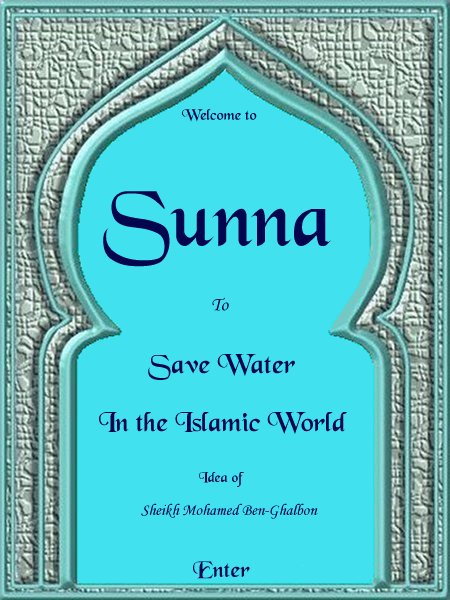 Welcome to
Sunna
To
Save Water
In the Islamic World
Idea of
Sheikh Mohamed Ben-Ghalbon
Enter